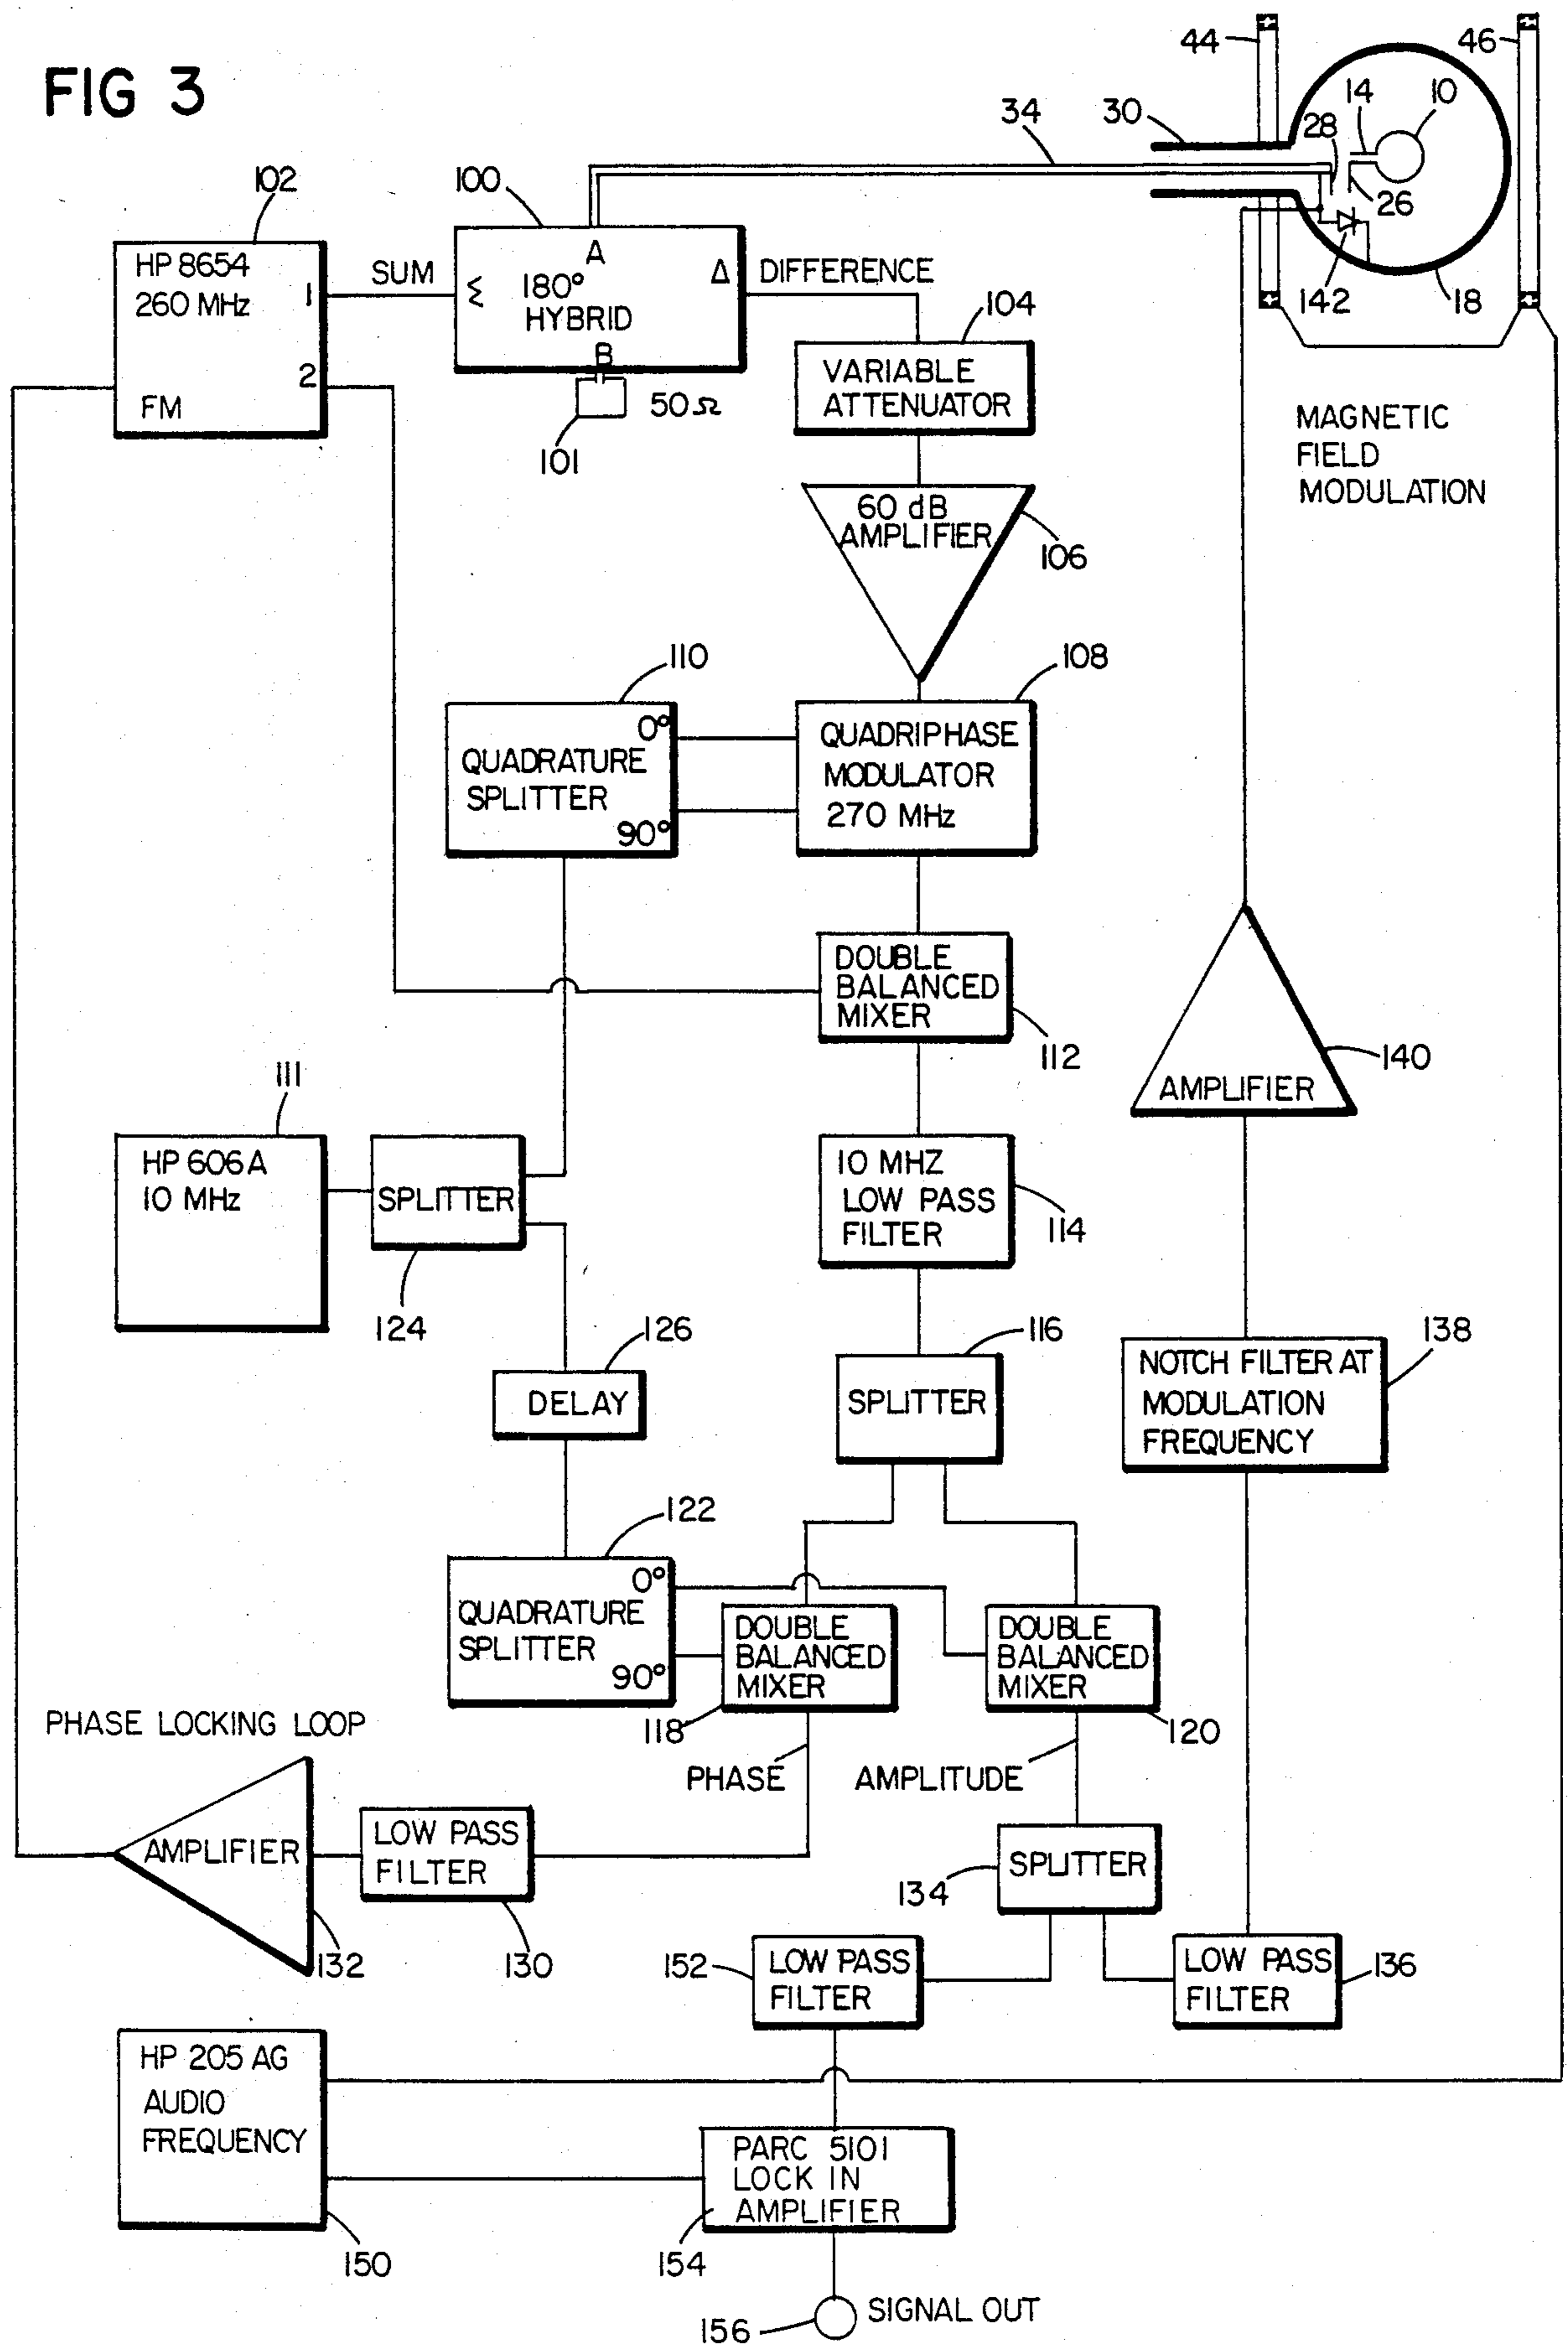 FIG 3
44
46
14
10
30
28
34
26
142
18
102
100
HP 8654
260 MHz
1
2
FM
SUM
Σ
A
180°
HYBRID
B
Δ
DIFFERENCE
50Ω
101
104
VARIABLE
ATTENUATOR
MAGNETIC
FIELD
MODULATION
60 dB
AMPLIFIER
106
110
108
0°
QUADRATURE
SPLITTER
90°
QUADRIPHASE
MODULATOR
270 MHz
DOUBLE
BALANCED
MIXER
112
140
AMPLIFIER
111
HP 606A
10 MHz
SPLITTER
124
10 MHZ
LOW PASS
FILTER
114
126
DELAY
116
SPLITTER
138
NOTCH FILTER AT
MODULATION
FREQUENCY
122
0°
QUADRATURE
SPLITTER
90°
DOUBLE
BALANCED
MIXER
118
DOUBLE
BALANCED
MIXER
120
PHASE LOCKING LOOP
PHASE
AMPLITUDE
AMPLIFIER
132
LOW PASS
FILTER
130
SPLITTER
134
152
LOW PASS
FILTER
LOW PASS
FILTER
136
HP 205 AG
AUDIO
FREQUENCY
150
PARC 5101
LOCK IN
AMPLIFIER
154
SIGNAL OUT
156